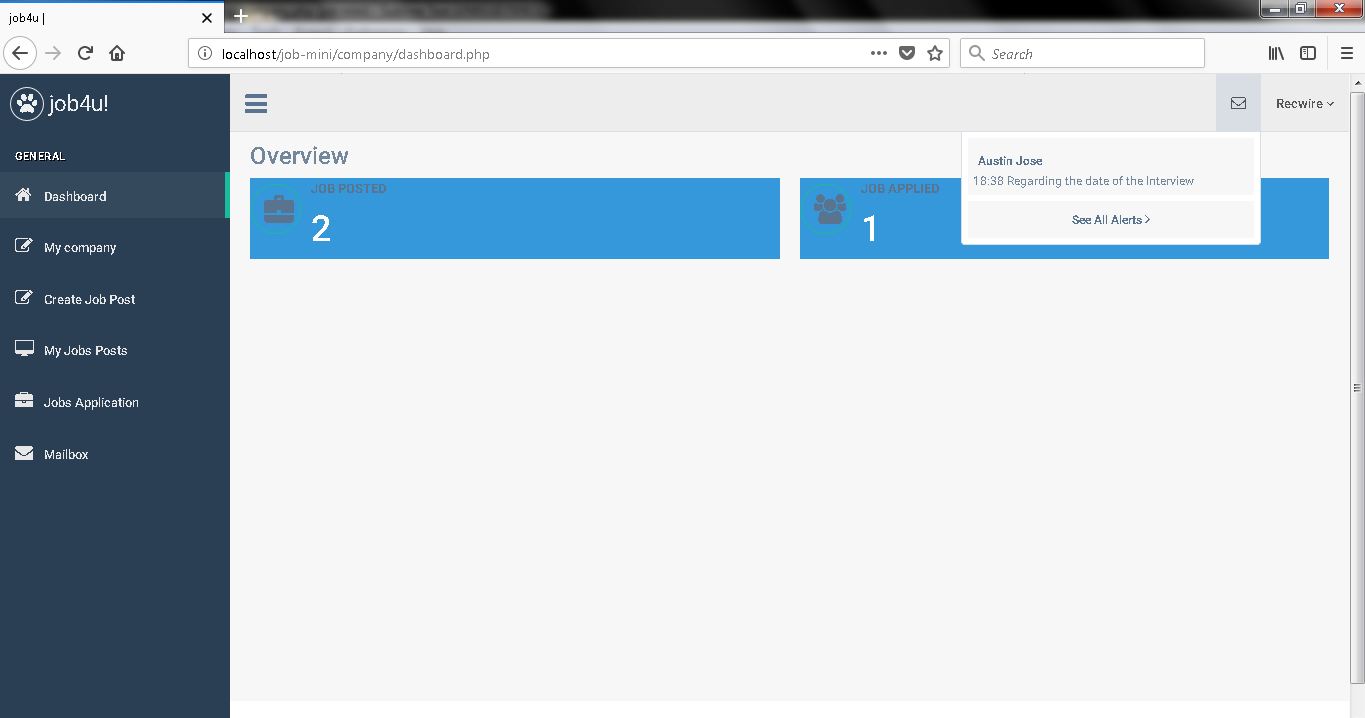 job4u |
localhost/job-mini/company/dashboard.php
Search
job4u!
Recwire
GENERAL
Dashboard
My company
Create Job Post
My Jobs Posts
Jobs Application
Mailbox
Overview
JOB POSTED
2
JOB APPLIED
1
Austin Jose
18:38 Regarding the date of the Interview
See All Alerts